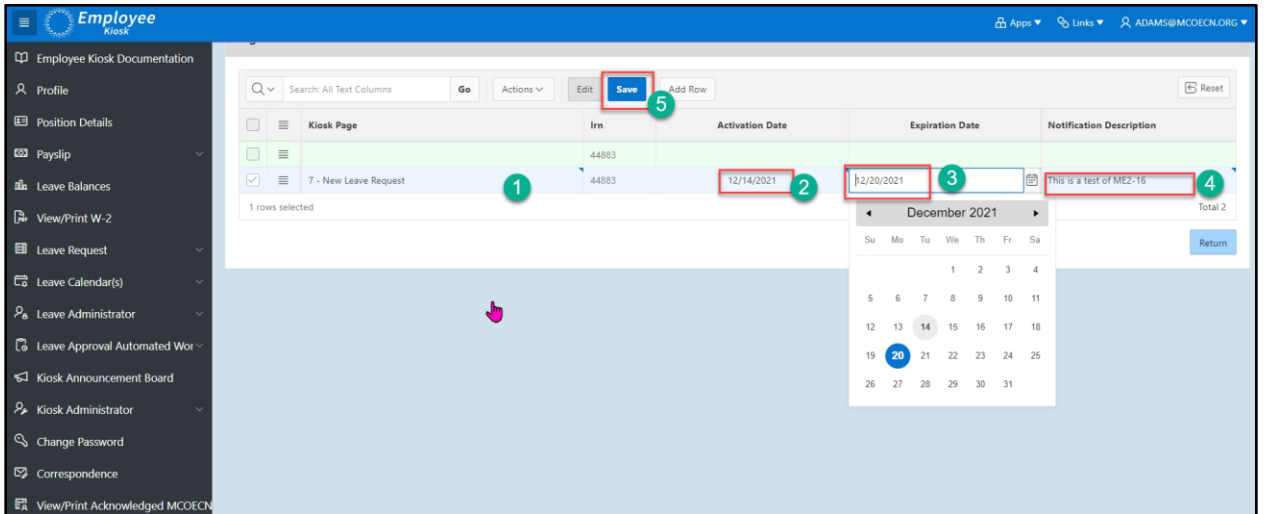 Employee
Kiosk
Apps
Links
ADAMS@MCOECN.ORG
Employee Kiosk Documentation
Profile
Position Details
Payslip
Leave Balances
View/Print W-2
Leave Request
Leave Calendar(s)
Leave Administrator
Leave Approval Automated Wor
Kiosk Announcement Board
Kiosk Administrator
Change Password
Correspondence
View/Print Acknowledged MCOECN
Search: All Text Columns
Go
Actions
Edit
Save
5
Add Row
Reset
Kiosk Page Irn Activation Date Expiration Date Notification Description
44883
7 - New Leave Request 1 44883 12/14/2021 2 12/20/2021 3 This is a test of ME2-16 4
1 rows selected
Total 2
Return
December 2021
Su Mo Tu We Th Fr Sa
1 2 3 4
5 6 7 8 9 10 11
12 13 14 15 16 17 18
19 20 21 22 23 24 25
26 27 28 29 30 31